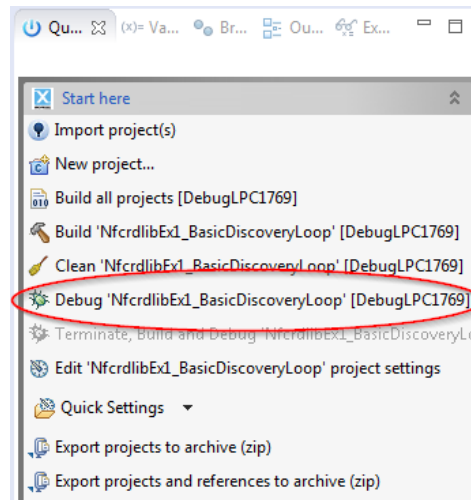 Qu... (x)= Va... Br... Ou... Ex...
Start here
Import project(s)
New project...
Build all projects [DebugLPC1769]
Build 'NfcrdlibEx1_BasicDiscoveryLoop' [DebugLPC1769]
Clean 'NfcrdlibEx1_BasicDiscoveryLoop' [DebugLPC1769]
Debug 'NfcrdlibEx1_BasicDiscoveryLoop' [DebugLPC1769]
Terminate, Build and Debug 'NfcrdlibEx1_BasicDiscoveryLo
Edit 'NfcrdlibEx1_BasicDiscoveryLoop' project settings
Quick Settings
Export projects to archive (zip)
Export projects and references to archive (zip)